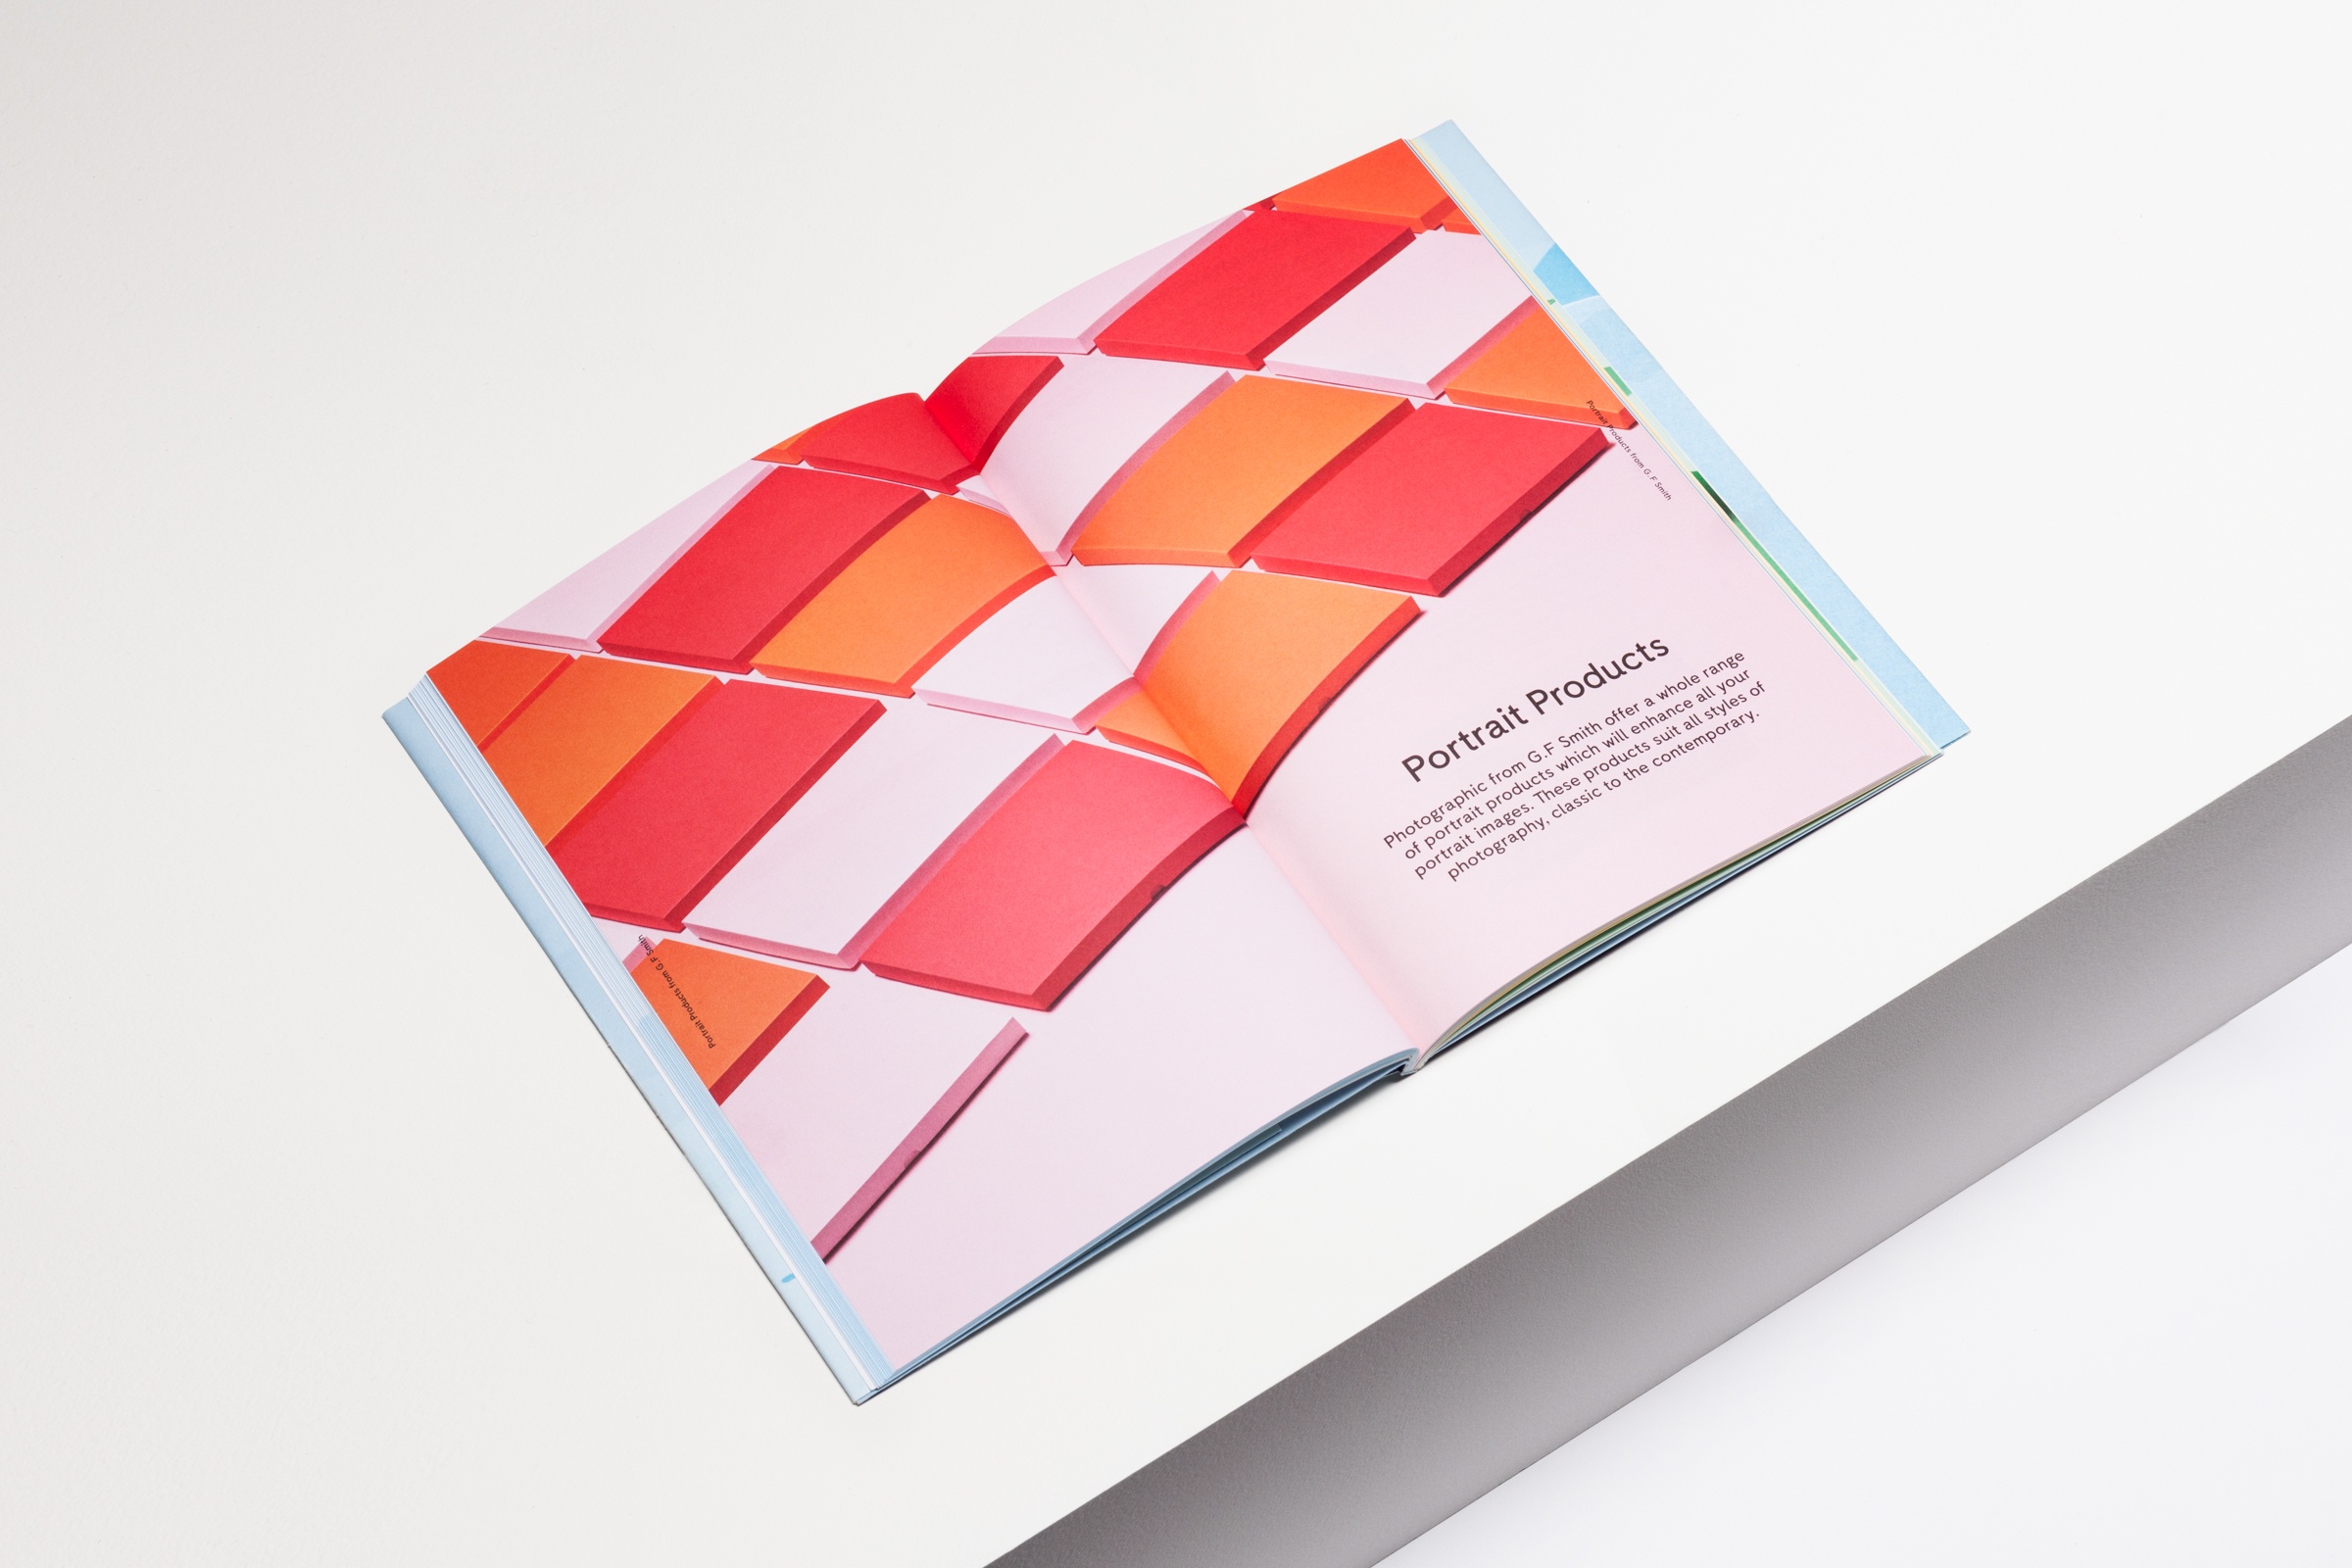 Portrait Products from G.F Smith
Portrait Products from G.F Smith
Portrait Products
Photographic from G.F Smith offer a whole range
of portrait products which will enhance all your
portrait images. These products suit all styles of
photography, classic to the contemporary.